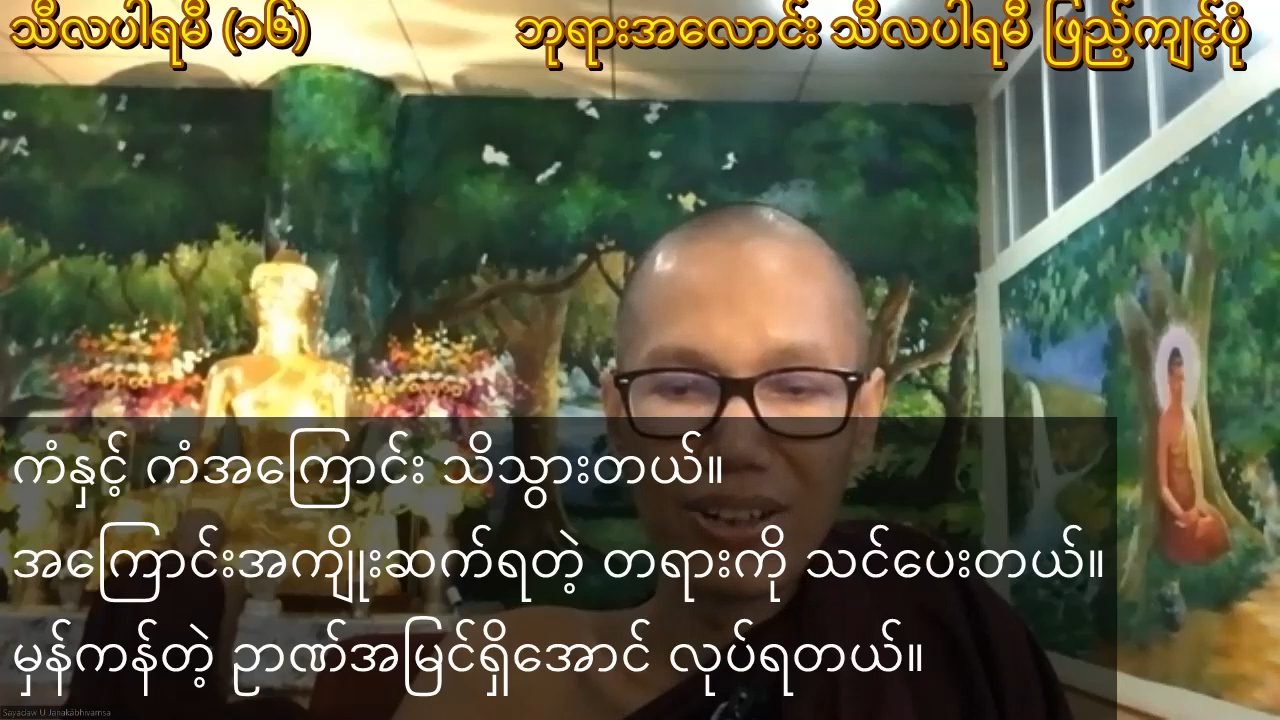 သီလပါရမီ (၁၆)
ဘုရားအလောင်း သီလပါရမီ ဖြည့်ကျင့်ပုံ
ကံနှင့် ကံအကြောင်း သိသွားတယ်။
အကြောင်းအကျိုးဆက်ရတဲ့ တရားကို သင်ပေးတယ်။
မှန်ကန်တဲ့ ဉာဏ်အမြင်ရှိအောင် လုပ်ရတယ်။
Sayadaw U Janakābhivamsa